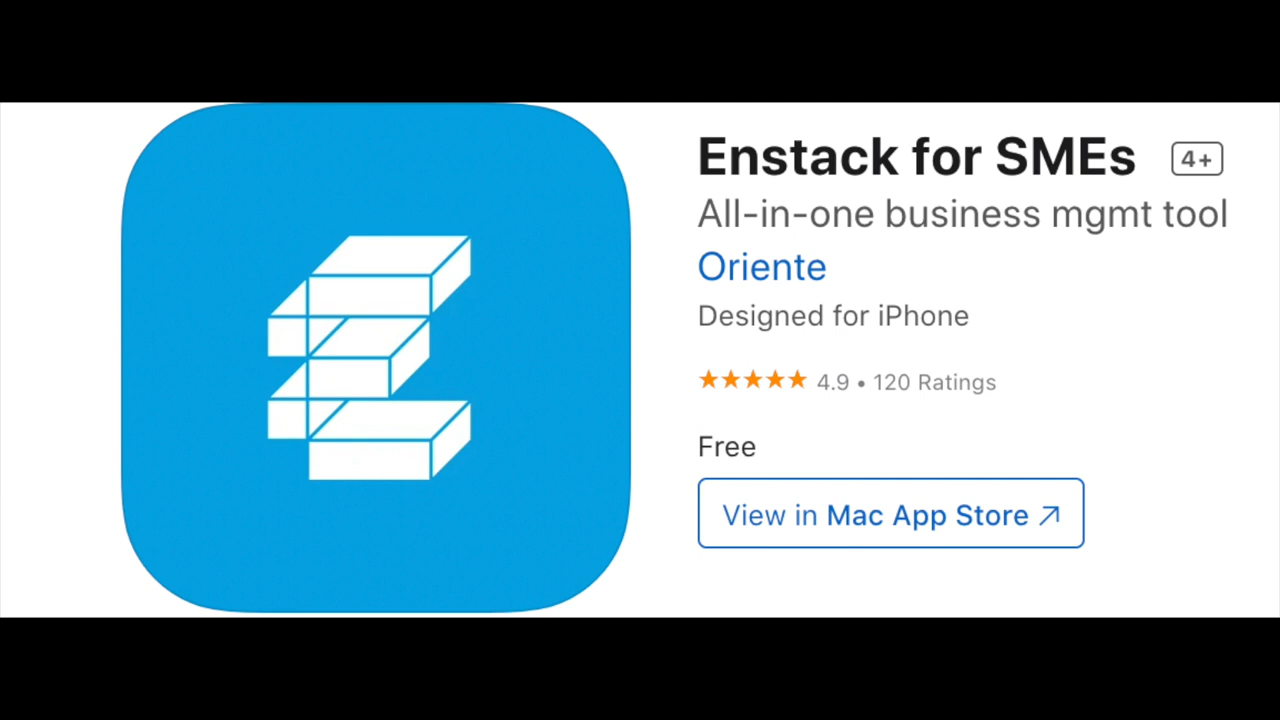 Enstack for SMEs 4+
All-in-one business mgmt tool
Oriente
Designed for iPhone
★★★★★ 4.9 • 120 Ratings
Free
View in Mac App Store ↗